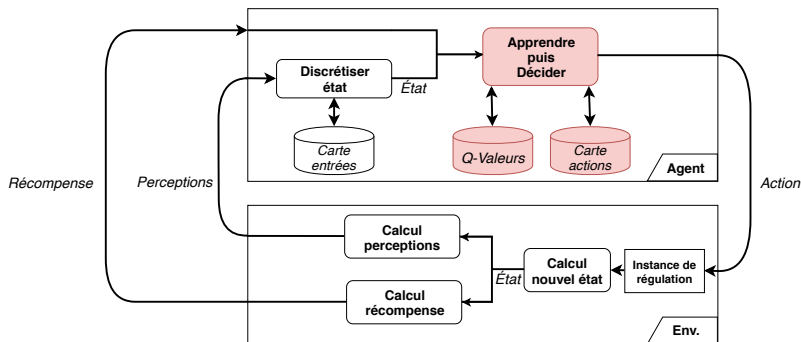 Apprendre
puis
Décider
Discrétiser
état
État
Carte
entrées
Q-Valeurs
Carte
actions
Agent
Récompense
Perceptions
Action
Calcul
perceptions
Calcul
récompense
État
Calcul
nouvel état
Instance de
régulation
Env.